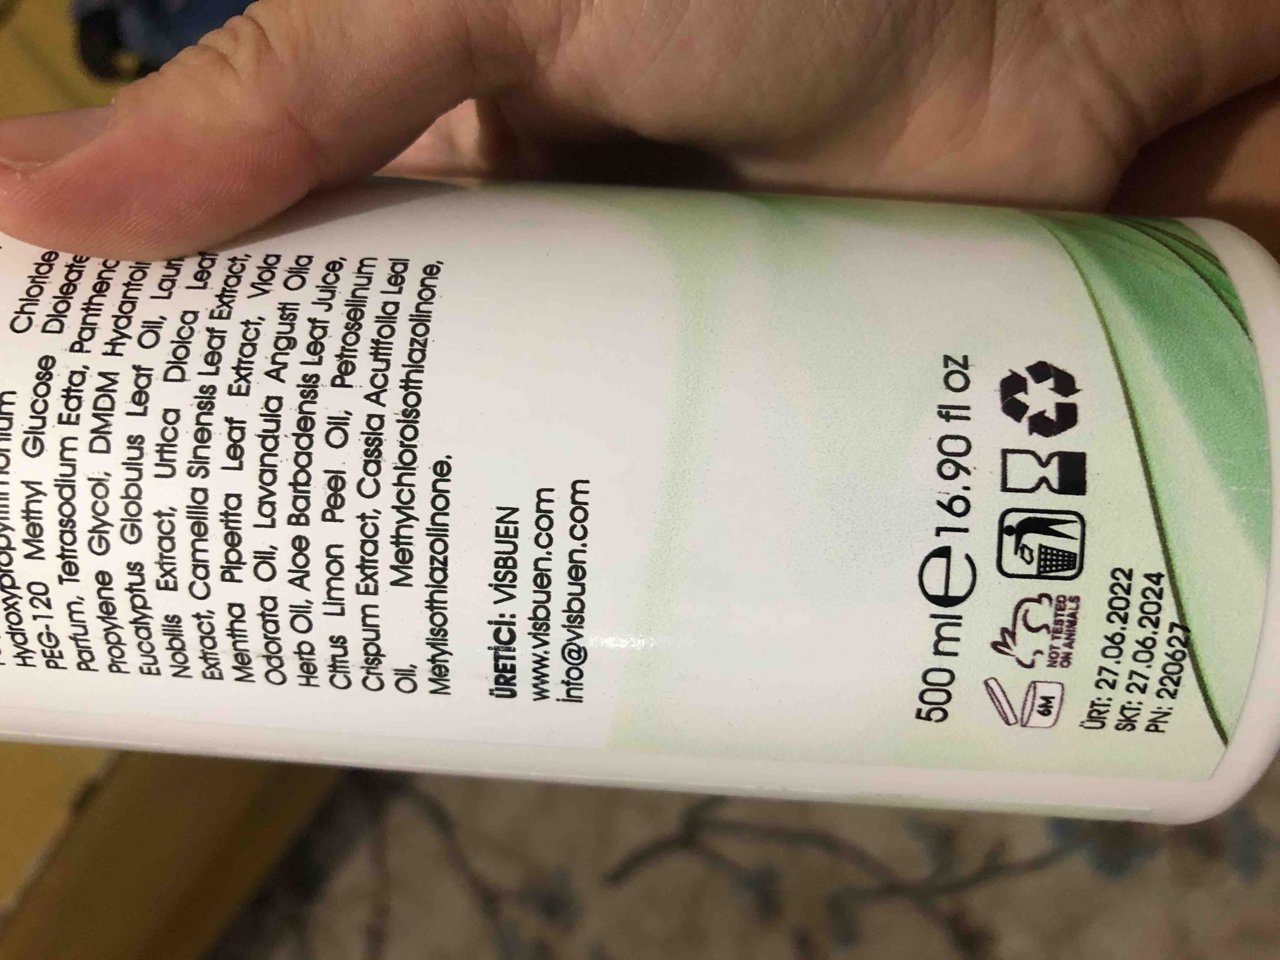 Hydroxypropyltrimonium Chloride
PEG-120 Methyl Glucose Dioleate
Parfum, Tetrasodium Edta, Panthenol
Propylene Glycol, DMDM Hydantoin
Eucalyptus Globulus Leaf Oil,
Nobilis Extract, Urtica Dioica Leaf
Extract, Camellia Sinensis Leaf Extract,
Mentha Piperita Leaf Extract, Viola
Odorata Oil, Lavandula Angusti Olia
Herb Oil, Aloe Barbadensis Leaf Juice,
Citrus Limon Peel Oil, Petroselinum
Crispum Extract, Cassia Acutifolla Leal
Oil, Methylchloroisothiazolinone,
Metylisothiazolinone.
ÜRETİCİ: VİSBUEN
www.visbuen.com
info@visbuen.com
500 ml e 16.90 fl oz
6M
NOT TESTED
ON ANIMALS
ÜRT: 27.06.2022
SKT: 27.06.2024
PN: 220627